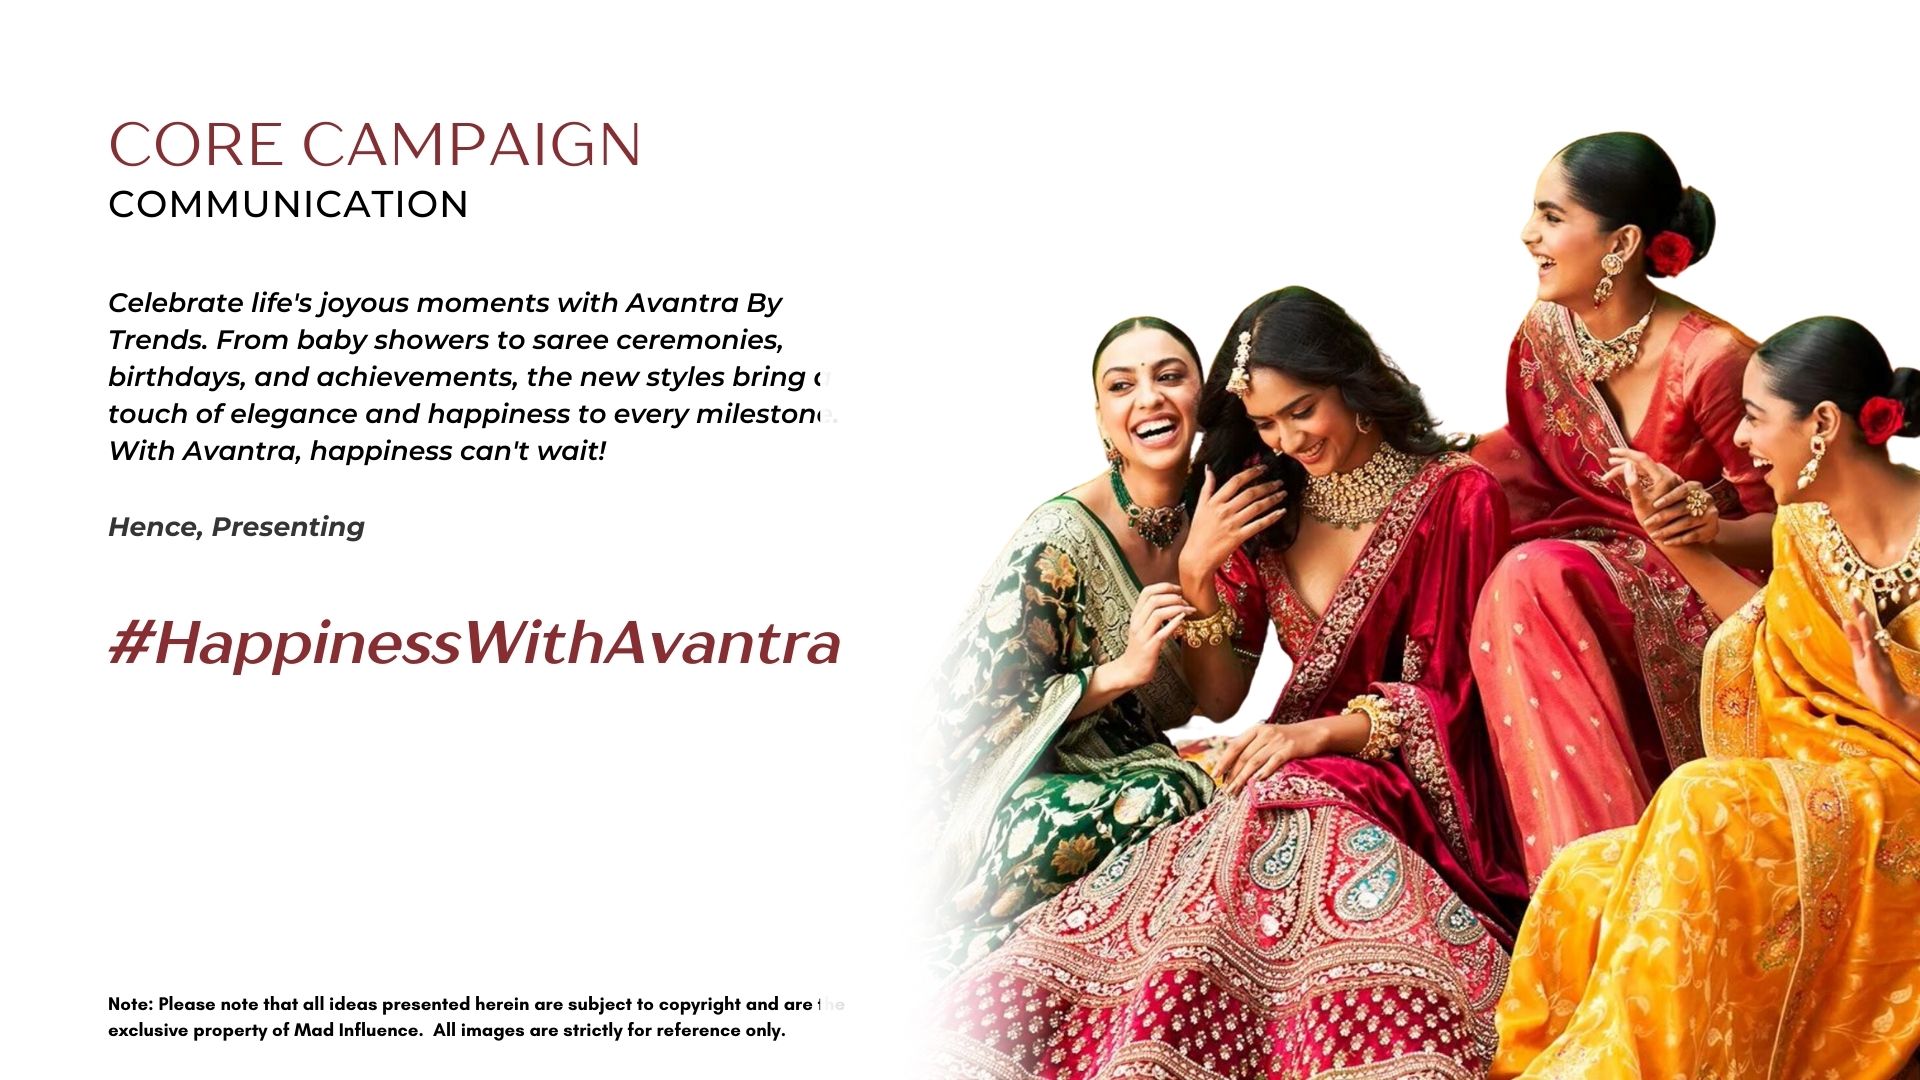 CORE CAMPAIGN
COMMUNICATION
Celebrate life's joyous moments with Avantra By
Trends. From baby showers to saree ceremonies,
birthdays, and achievements, the new styles bring a
touch of elegance and happiness to every milestone.
With Avantra, happiness can't wait!
Hence, Presenting
#HappinessWithAvantra
Note: Please note that all ideas presented herein are subject to copyright and are the
exclusive property of Mad Influence.  All images are strictly for reference only.